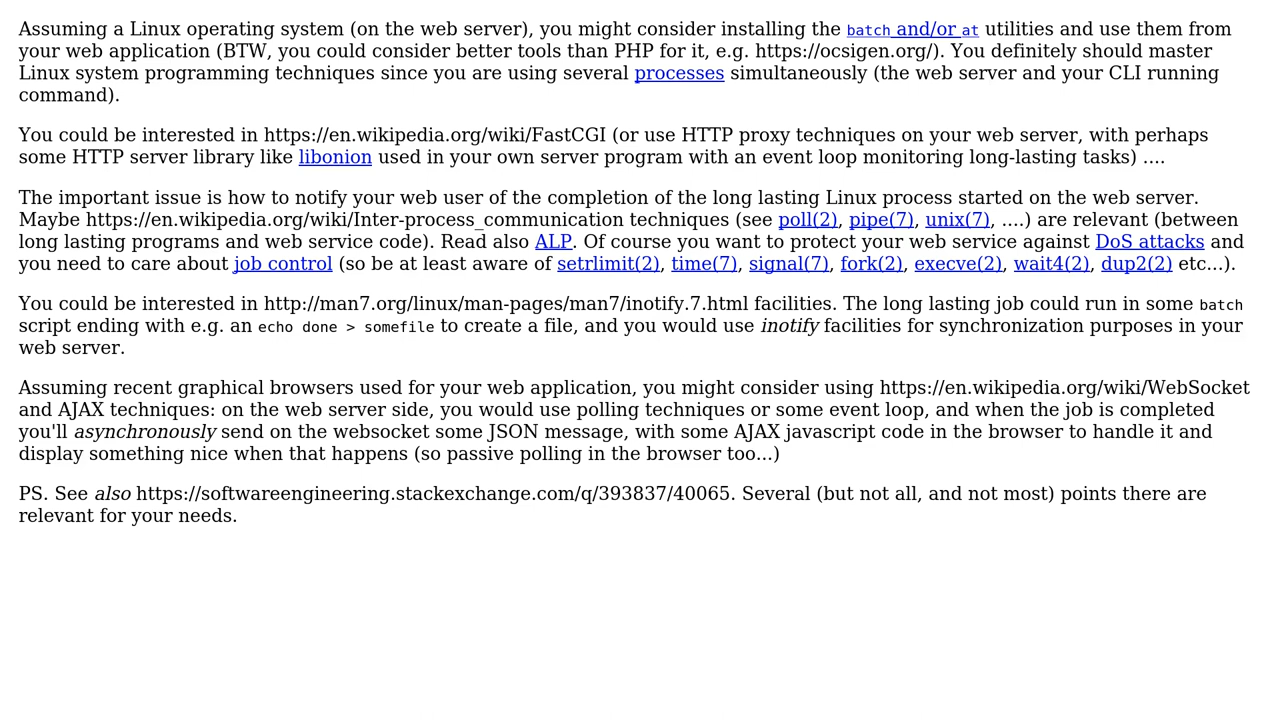 Assuming a Linux operating system (on the web server), you might consider installing the batch and/or at utilities and use them from
your web application (BTW, you could consider better tools than PHP for it, e.g. https://ocsigen.org/). You definitely should master
Linux system programming techniques since you are using several processes simultaneously (the web server and your CLI running
command).
You could be interested in https://en.wikipedia.org/wiki/FastCGI (or use HTTP proxy techniques on your web server, with perhaps
some HTTP server library like libonion used in your own server program with an event loop monitoring long-lasting tasks) ....
The important issue is how to notify your web user of the completion of the long lasting Linux process started on the web server.
Maybe https://en.wikipedia.org/wiki/Inter-process_communication techniques (see poll(2), pipe(7), unix(7), ....) are relevant (between
long lasting programs and web service code). Read also ALP. Of course you want to protect your web service against DoS attacks and
you need to care about job control (so be at least aware of setrlimit(2), time(7), signal(7), fork(2), execve(2), wait4(2), dup2(2) etc...).
You could be interested in http://man7.org/linux/man-pages/man7/inotify.7.html facilities. The long lasting job could run in some batch
script ending with e.g. an echo done > somefile to create a file, and you would use inotify facilities for synchronization purposes in your
web server.
Assuming recent graphical browsers used for your web application, you might consider using https://en.wikipedia.org/wiki/WebSocket
and AJAX techniques: on the web server side, you would use polling techniques or some event loop, and when the job is completed
you'll asynchronously send on the websocket some JSON message, with some AJAX javascript code in the browser to handle it and
display something nice when that happens (so passive polling in the browser too...)
PS. See also https://softwareengineering.stackexchange.com/q/393837/40065. Several (but not all, and not most) points there are
relevant for your needs.